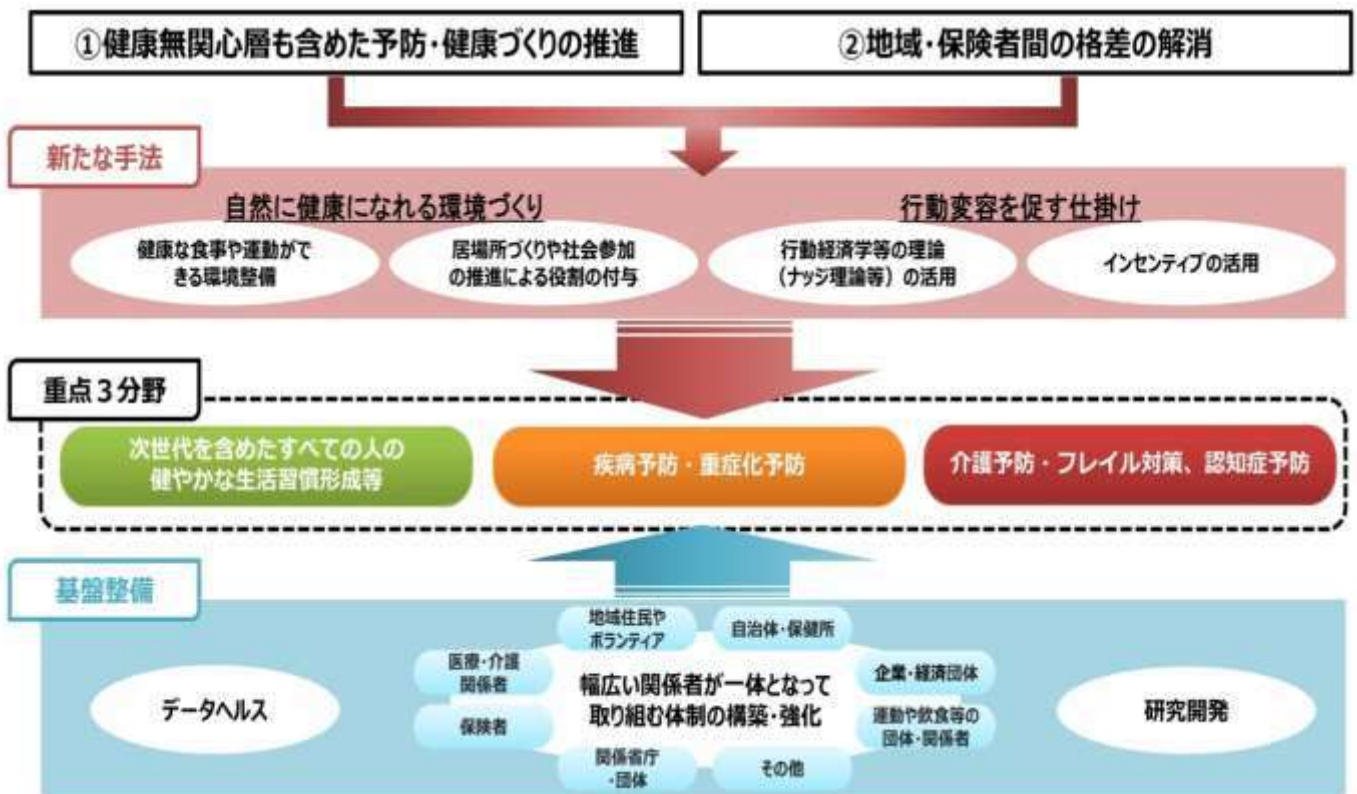 ①健康無関心層も含めた予防・健康づくりの推進
②地域・保険者間の格差の解消
新たな手法
自然に健康になれる環境づくり
行動変容を促す仕掛け
健康な食事や運動がで
きる環境整備
居場所づくりや社会参加
の推進による役割の付与
行動経済学等の理論
(ナッジ理論等)の活用
インセンティブの活用
重点3分野
次世代を含めたすべての人の
健やかな生活習慣形成等
疾病予防・重症化予防
介護予防・フレイル対策、認知症予防
基盤整備
データヘルス
地域住民や
ボランティア
自治体・保健所
医療・介護
関係者
企業・経済団体
幅広い関係者が一体となって
取り組む体制の構築・強化
保険者
運動や飲食等の
団体・関係者
関係省庁
・団体
その他
研究開発